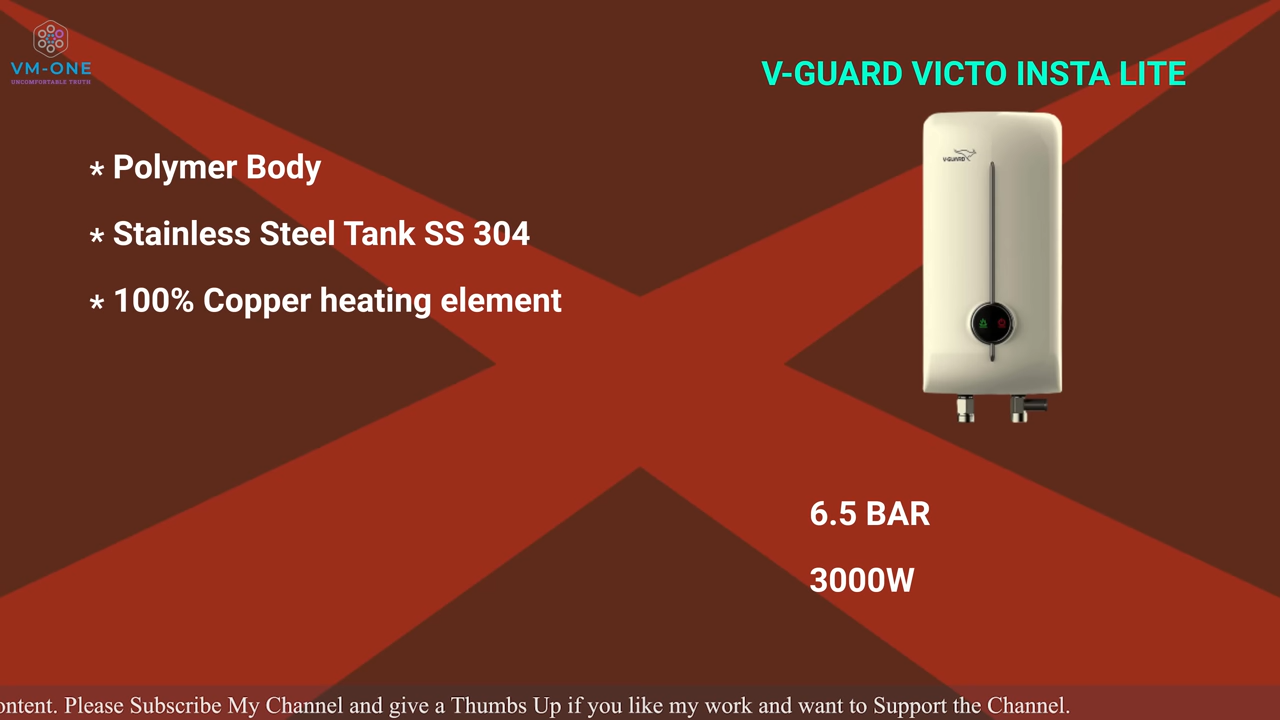 VM-ONE
UNCOMFORTABLE TRUTH
V-GUARD VICTO INSTA LITE
* Polymer Body
* Stainless Steel Tank SS 304
* 100% Copper heating element
V-GUARD
6.5 BAR
3000W
ontent. Please Subscribe My Channel and give a Thumbs Up if you like my work and want to Support the Channel.